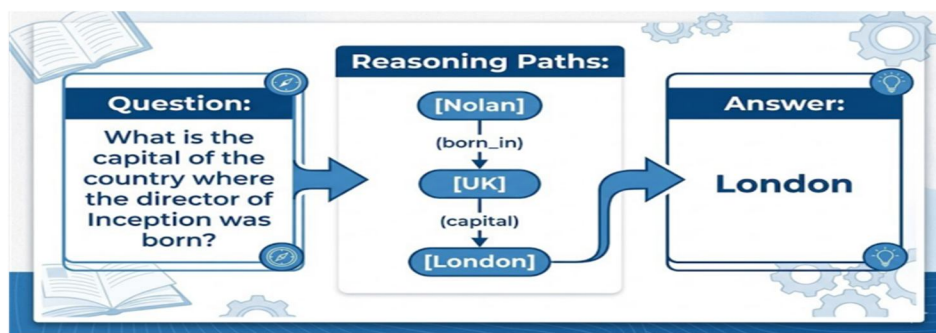 Question:
What is the
capital of the
country where
the director of
Inception was
born?
Reasoning Paths:
[Nolan]
(born_in)
[UK]
(capital)
[London]
Answer:
London